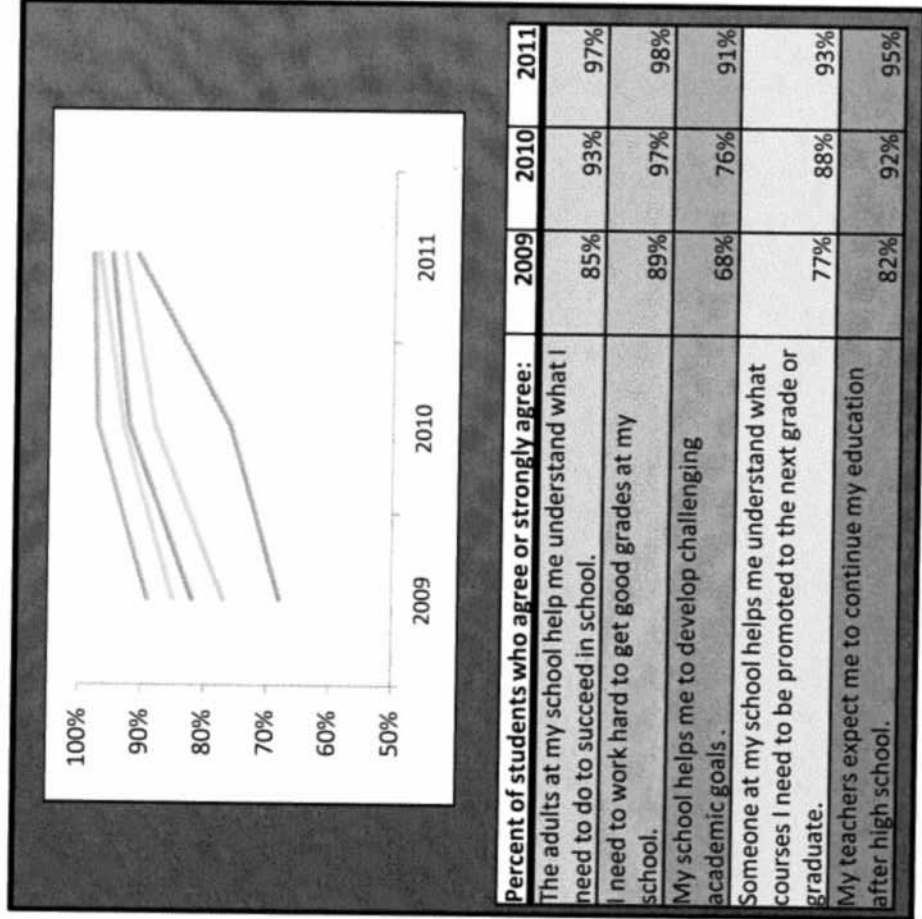 100%
90%
80%
70%
60%
50%
2009 2010 2011
Percent of students who agree or strongly agree: 2009 2010 2011
The adults at my school help me understand what I
need to do to succeed in school. 85% 93% 97%
I need to work hard to get good grades at my
school. 89% 97% 98%
My school helps me to develop challenging
academic goals . 68% 76% 91%
Someone at my school helps me understand what
courses I need to be promoted to the next grade or
graduate. 77% 88% 93%
My teachers expect me to continue my education
after high school. 82% 92% 95%